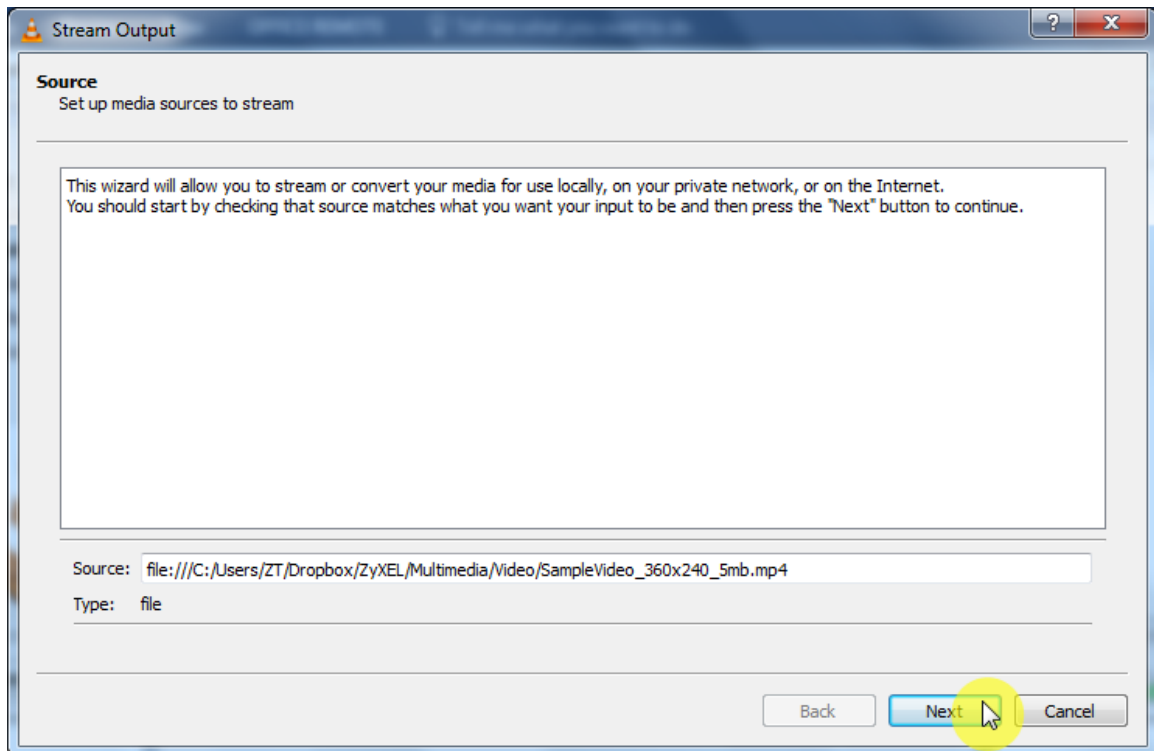 Stream Output
Source
Set up media sources to stream
This wizard will allow you to stream or convert your media for use locally, on your private network, or on the Internet.
You should start by checking that source matches what you want your input to be and then press the "Next" button to continue.
Source: file:///C:/Users/ZT/Dropbox/ZyXEL/Multimedia/Video/SampleVideo_360x240_5mb.mp4
Type: file
Back Next Cancel